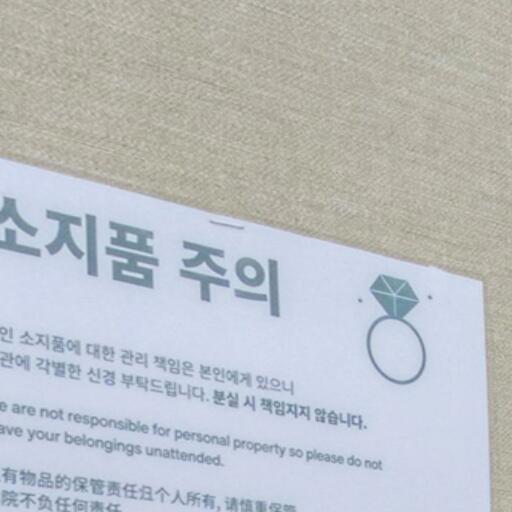 소지품 주의
인 소지품에 대한 관리 책임은 본인에게 있으니
관에 각별한 신경 부탁드립니다. 분실 시 책임지지 않습니다.
e are not responsible for personal property so please do not
ave your belongings unattended.
有物品的保管责任且个人所有, 请慎重保管
院不负任何责任